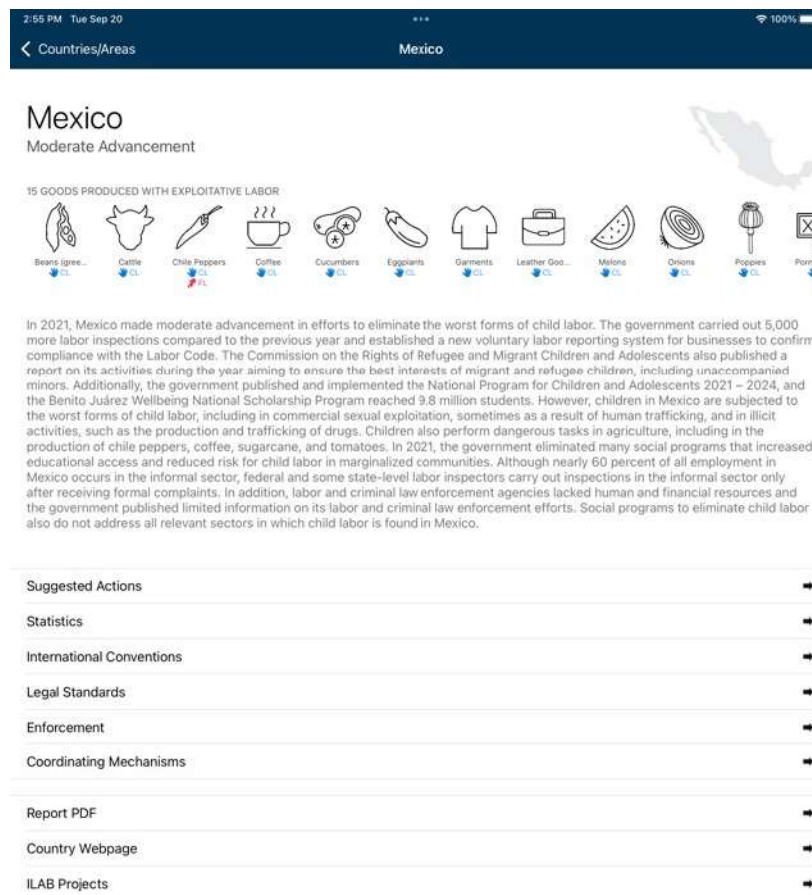 2:55 PM Tue Sep 20
100%
Countries/Areas
Mexico
Mexico
Moderate Advancement
15 GOODS PRODUCED WITH EXPLOITATIVE LABOR
Beans (gree... Cattle Chile Peppers Coffee Cucumbers Eggplants Garments Leather Goo... Melons Onions Poppies Porn
CL CL CL CL CL CL CL CL CL CL CL
FL
In 2021, Mexico made moderate advancement in efforts to eliminate the worst forms of child labor. The government carried out 5,000
more labor inspections compared to the previous year and established a new voluntary labor reporting system for businesses to confirm
compliance with the Labor Code. The Commission on the Rights of Refugee and Migrant Children and Adolescents also published a
report on its activities during the year aiming to ensure the best interests of migrant and refugee children, including unaccompanied
minors. Additionally, the government published and implemented the National Program for Children and Adolescents 2021 – 2024, and
the Benito Juárez Wellbeing National Scholarship Program reached 9.8 million students. However, children in Mexico are subjected to
the worst forms of child labor, including in commercial sexual exploitation, sometimes as a result of human trafficking, and in illicit
activities, such as the production and trafficking of drugs. Children also perform dangerous tasks in agriculture, including in the
production of chile peppers, coffee, sugarcane, and tomatoes. In 2021, the government eliminated many social programs that increased
educational access and reduced risk for child labor in marginalized communities. Although nearly 60 percent of all employment in
Mexico occurs in the informal sector, federal and some state-level labor inspectors carry out inspections in the informal sector only
after receiving formal complaints. In addition, labor and criminal law enforcement agencies lacked human and financial resources and
the government published limited information on its labor and criminal law enforcement efforts. Social programs to eliminate child labor
also do not address all relevant sectors in which child labor is found in Mexico.
Suggested Actions
Statistics
International Conventions
Legal Standards
Enforcement
Coordinating Mechanisms
Report PDF
Country Webpage
ILAB Projects